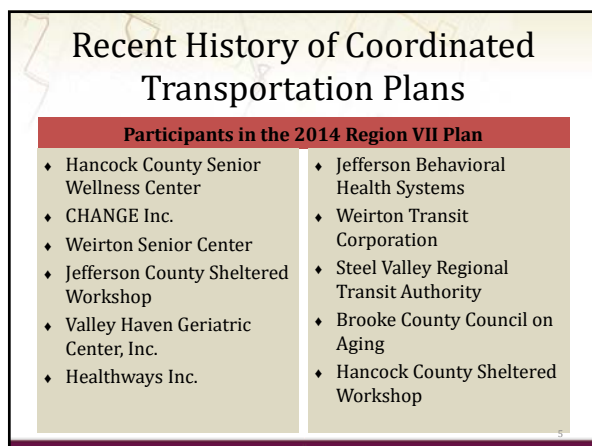 Recent History of Coordinated
Transportation Plans
Participants in the 2014 Region VII Plan
♦ Hancock County Senior
Wellness Center
♦ CHANGE Inc.
♦ Weirton Senior Center
♦ Jefferson County Sheltered
Workshop
♦ Valley Haven Geriatric
Center, Inc.
♦ Healthways Inc.
♦ Jefferson Behavioral
Health Systems
♦ Weirton Transit
Corporation
♦ Steel Valley Regional
Transit Authority
♦ Brooke County Council on
Aging
♦ Hancock County Sheltered
Workshop
5